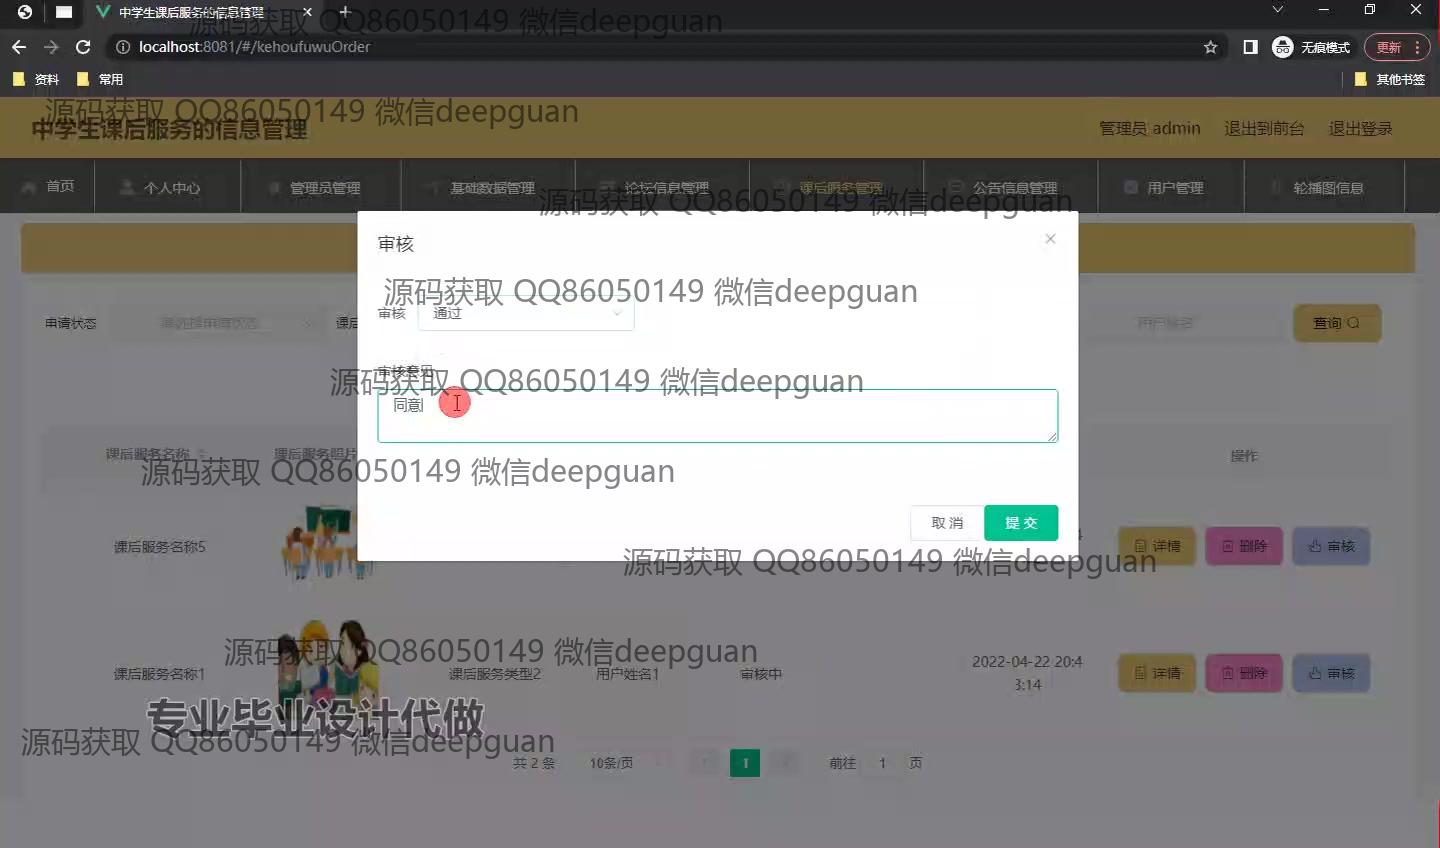 中学生课后服务的信息管理
源码获取 QQ86050149 微信deepguan
localhost:8081/#/kehoufuwuOrder
无痕模式
更新
资料
常用
其他书签
源码获取 QQ86050149 微信deepguan
中学生课后服务的信息管理
管理员 admin
退出到前台
退出登录
首页
个人中心
管理员管理
基础数据管理
论坛信息管理
课后服务管理
公告信息管理
用户管理
轮播图信息
源码获取 QQ86050149 微信deepguan
审核
源码获取 QQ86050149 微信deepguan
审核
通过
申请状态
请选择申请状态
课后
用户姓名
查询
审核意见
源码获取 QQ86050149 微信deepguan
同意
课后服务名称
课后服务照片
操作
源码获取 QQ86050149 微信deepguan
取消
提交
课后服务名称5
4
详情
删除
审核
源码获取 QQ86050149 微信deepguan
源码获取 QQ86050149 微信deepguan
课后服务名称1
课后服务类型2
用户姓名1
审核中
2022-04-22 20:4
3:14
详情
删除
审核
专业毕业设计代做
源码获取 QQ86050149 微信deepguan
共 2 条
10条/页
1
前往
1
页